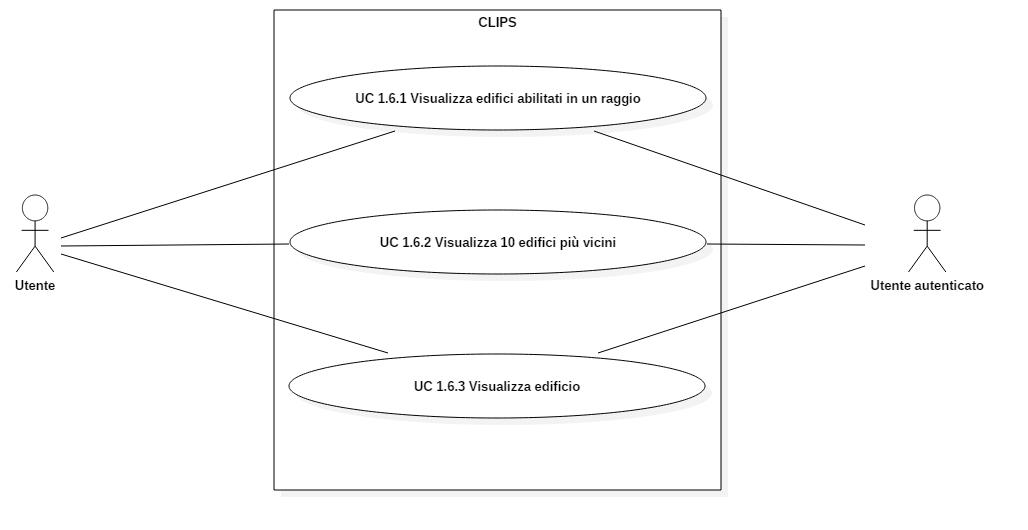 CLIPS
UC 1.6.1 Visualizza edifici abilitati in un raggio
UC 1.6.2 Visualizza 10 edifici più vicini
Utente
Utente autenticato
UC 1.6.3 Visualizza edificio